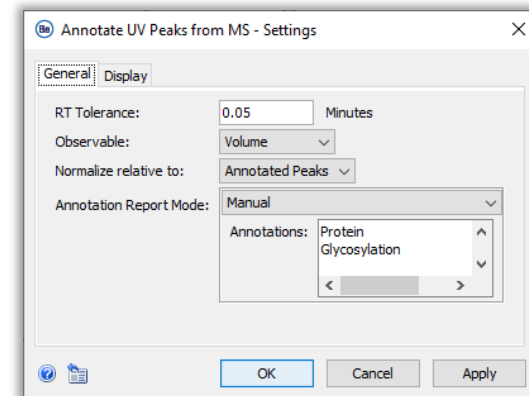 Be Annotate UV Peaks from MS - Settings
General Display
RT Tolerance: 0.05 Minutes
Observable: Volume
Normalize relative to: Annotated Peaks
Annotation Report Mode: Manual
Annotations: Protein
Glycosylation
OK Cancel Apply